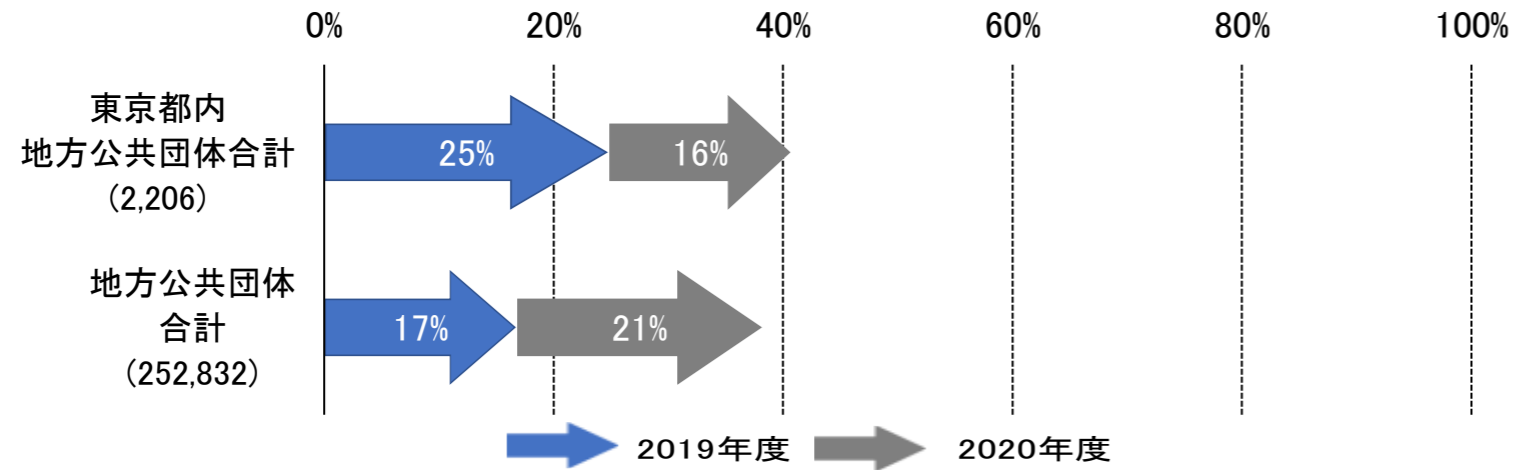 0% 20% 40% 60% 80% 100%
東京都内
地方公共団体合計
(2,206)
25% 16%
地方公共団体
合計
(252,832)
17% 21%
2019年度 2020年度